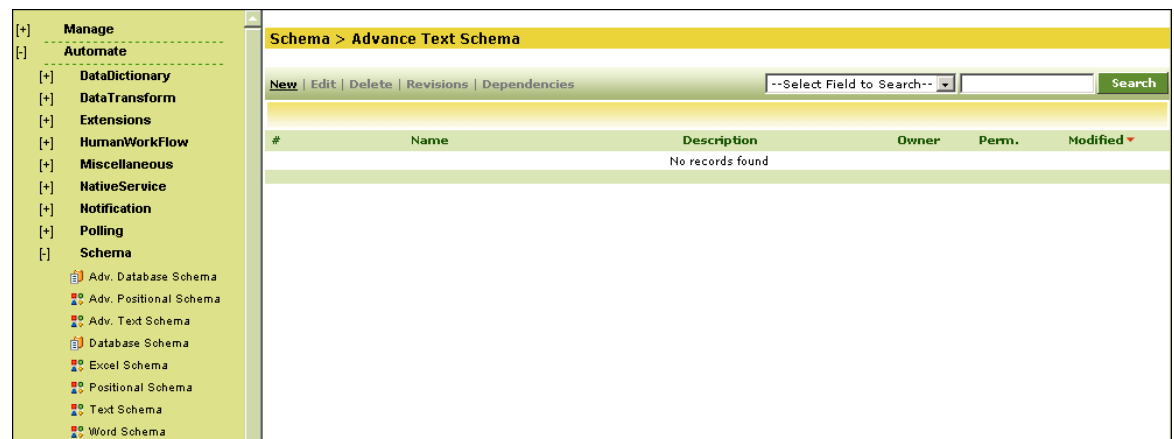 [+] Manage
[-] Automate
[+] DataDictionary
[+] DataTransform
[+] Extensions
[+] HumanWorkFlow
[+] Miscellaneous
[+] NativeService
[+] Notification
[+] Polling
[-] Schema
Adv. Database Schema
Adv. Positional Schema
Adv. Text Schema
Database Schema
Excel Schema
Positional Schema
Text Schema
Word Schema
Schema > Advance Text Schema
New | Edit | Delete | Revisions | Dependencies --Select Field to Search-- Search
# Name Description Owner Perm. Modified
No records found